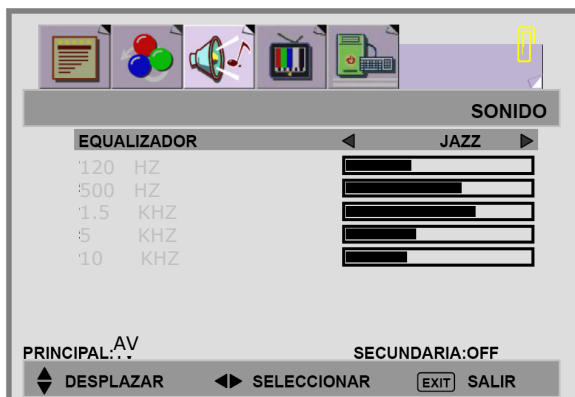 SONIDO
EQUALIZADOR JAZZ
120 HZ
500 HZ
1.5 KHZ
5 KHZ
10 KHZ
PRINCIPAL: AV SECUNDARIA:OFF
DESPLAZAR SELECCIONAR EXIT SALIR